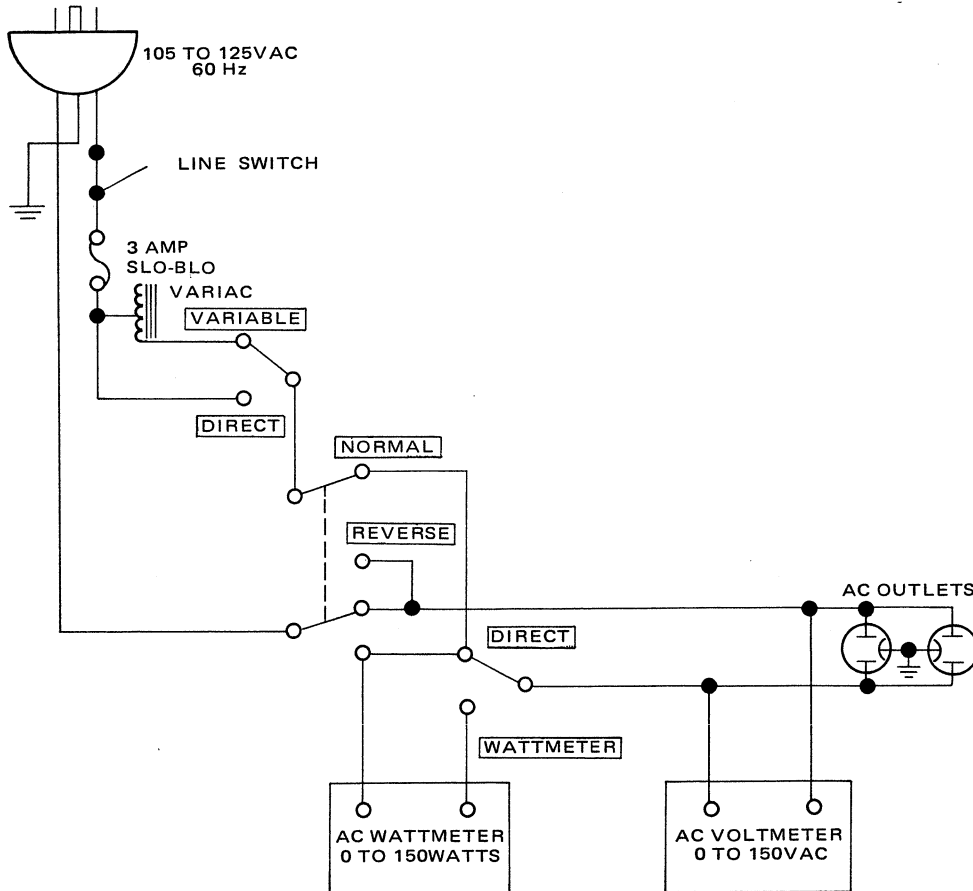 105 TO 125VAC
60 Hz
LINE SWITCH
3 AMP
SLO-BLO
VARIAC
VARIABLE
DIRECT
NORMAL
REVERSE
AC OUTLETS
DIRECT
WATTMETER
AC WATTMETER
0 TO 150WATTS
AC VOLTMETER
0 TO 150VAC